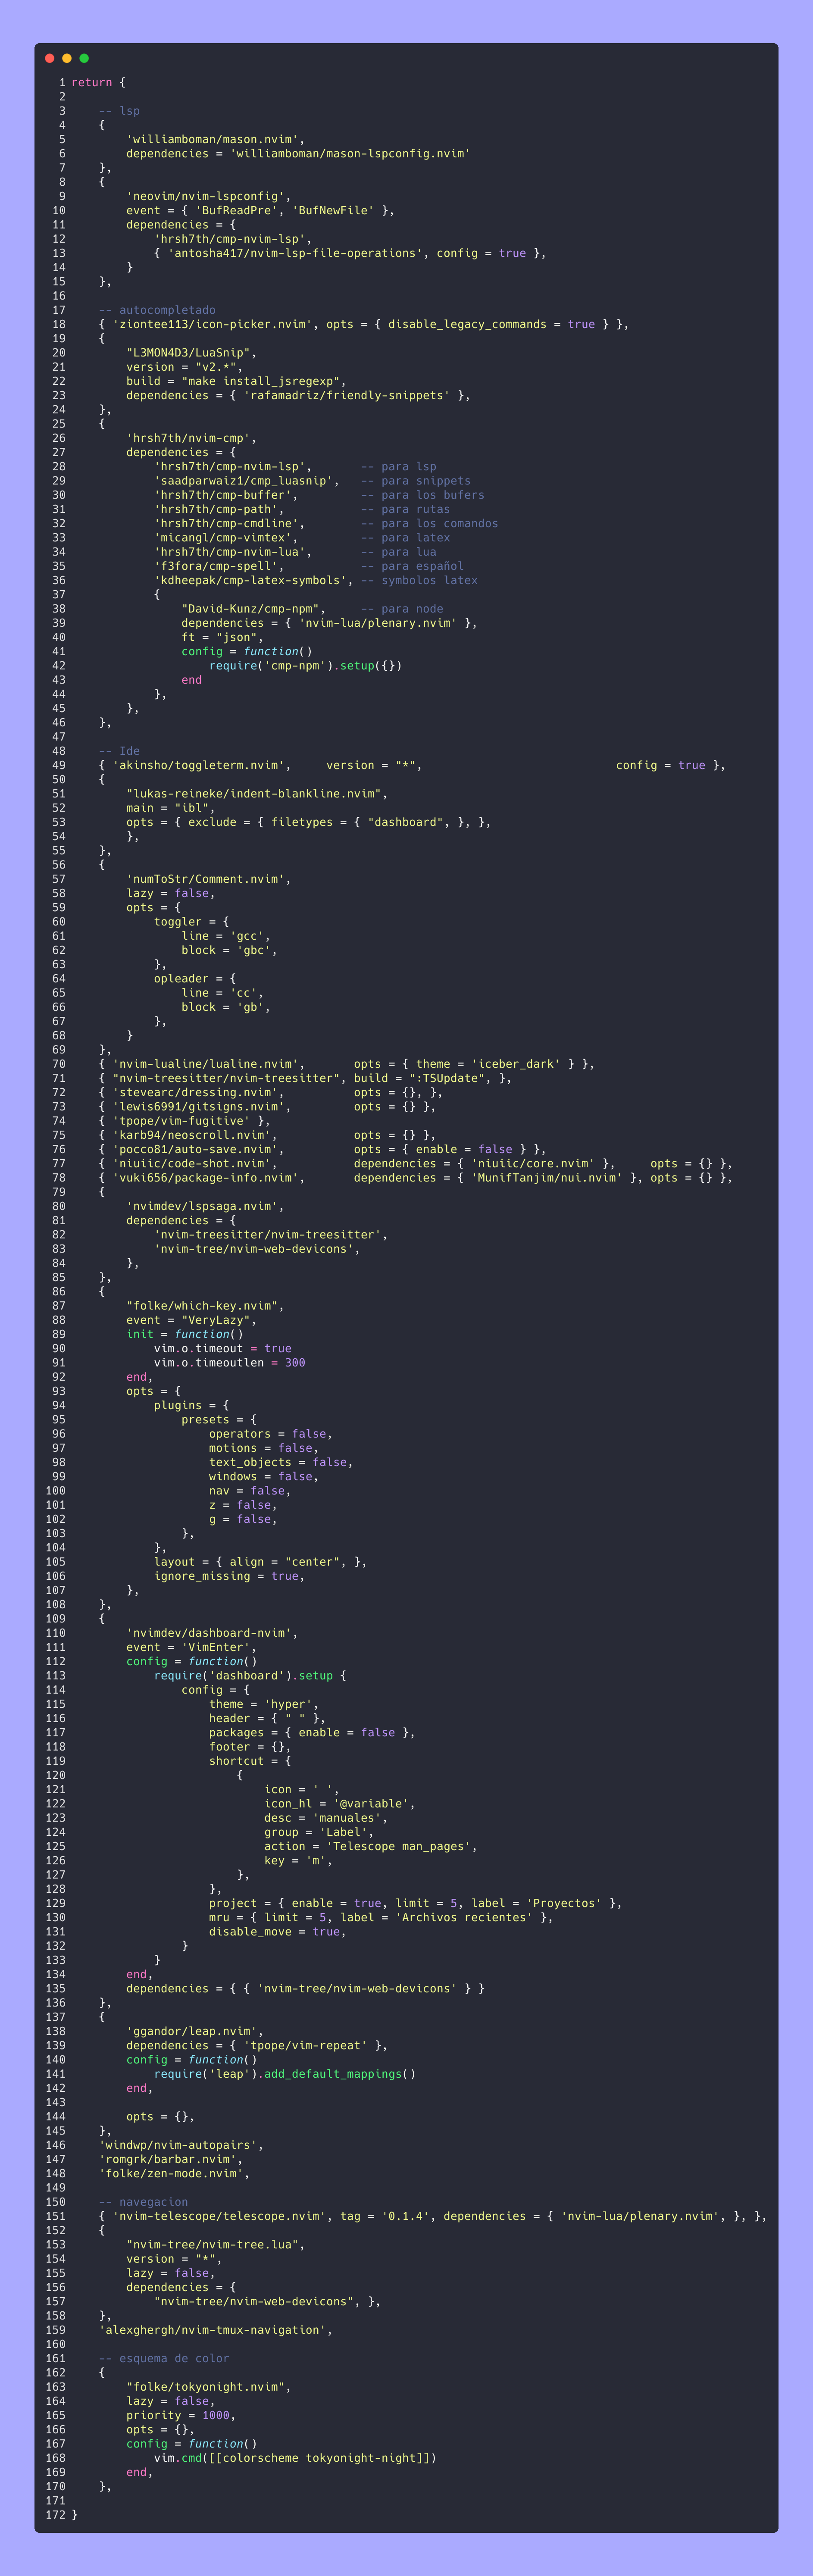 1 return {
2
3     -- lsp
4     {
5         'williamboman/mason.nvim',
6         dependencies = 'williamboman/mason-lspconfig.nvim'
7     },
8     {
9         'neovim/nvim-lspconfig',
10         event = { 'BufReadPre', 'BufNewFile' },
11         dependencies = {
12             'hrsh7th/cmp-nvim-lsp',
13             { 'antosha417/nvim-lsp-file-operations', config = true },
14         }
15     },
16
17     -- autocompletado
18     { 'ziontee113/icon-picker.nvim', opts = { disable_legacy_commands = true } },
19     {
20         "L3MON4D3/LuaSnip",
21         version = "v2.*",
22         build = "make install_jsregexp",
23         dependencies = { 'rafamadriz/friendly-snippets' },
24     },
25     {
26         'hrsh7th/nvim-cmp',
27         dependencies = {
28             'hrsh7th/cmp-nvim-lsp',       -- para lsp
29             'saadparwaiz1/cmp_luasnip',   -- para snippets
30             'hrsh7th/cmp-buffer',         -- para los bufers
31             'hrsh7th/cmp-path',           -- para rutas
32             'hrsh7th/cmp-cmdline',        -- para los comandos
33             'micangl/cmp-vimtex',         -- para latex
34             'hrsh7th/cmp-nvim-lua',       -- para lua
35             'f3fora/cmp-spell',           -- para español
36             'kdheepak/cmp-latex-symbols', -- symbolos latex
37             {
38                 "David-Kunz/cmp-npm",     -- para node
39                 dependencies = { 'nvim-lua/plenary.nvim' },
40                 ft = "json",
41                 config = function()
42                     require('cmp-npm').setup({})
43                 end
44             },
45         },
46     },
47
48     -- Ide
49     { 'akinsho/toggleterm.nvim',     version = "*",                            config = true },
50     {
51         "lukas-reineke/indent-blankline.nvim",
52         main = "ibl",
53         opts = { exclude = { filetypes = { "dashboard", }, },
54         },
55     },
56     {
57         'numToStr/Comment.nvim',
58         lazy = false,
59         opts = {
60             toggler = {
61                 line = 'gcc',
62                 block = 'gbc',
63             },
64             opleader = {
65                 line = 'cc',
66                 block = 'gb',
67             },
68         }
69     },
70     { 'nvim-lualine/lualine.nvim',       opts = { theme = 'iceber_dark' } },
71     { "nvim-treesitter/nvim-treesitter", build = ":TSUpdate", },
72     { 'stevearc/dressing.nvim',          opts = {}, },
73     { 'lewis6991/gitsigns.nvim',         opts = {} },
74     { 'tpope/vim-fugitive' },
75     { 'karb94/neoscroll.nvim',           opts = {} },
76     { 'pocco81/auto-save.nvim',          opts = { enable = false } },
77     { 'niuiic/code-shot.nvim',           dependencies = { 'niuiic/core.nvim' },     opts = {} },
78     { 'vuki656/package-info.nvim',       dependencies = { 'MunifTanjim/nui.nvim' }, opts = {} },
79     {
80         'nvimdev/lspsaga.nvim',
81         dependencies = {
82             'nvim-treesitter/nvim-treesitter',
83             'nvim-tree/nvim-web-devicons',
84         },
85     },
86     {
87         "folke/which-key.nvim",
88         event = "VeryLazy",
89         init = function()
90             vim.o.timeout = true
91             vim.o.timeoutlen = 300
92         end,
93         opts = {
94             plugins = {
95                 presets = {
96                     operators = false,
97                     motions = false,
98                     text_objects = false,
99                     windows = false,
100                     nav = false,
101                     z = false,
102                     g = false,
103                 },
104             },
105             layout = { align = "center", },
106             ignore_missing = true,
107         },
108     },
109     {
110         'nvimdev/dashboard-nvim',
111         event = 'VimEnter',
112         config = function()
113             require('dashboard').setup {
114                 config = {
115                     theme = 'hyper',
116                     header = { " " },
117                     packages = { enable = false },
118                     footer = {},
119                     shortcut = {
120                         {
121                             icon = ' ',
122                             icon_hl = '@variable',
123                             desc = 'manuales',
124                             group = 'Label',
125                             action = 'Telescope man_pages',
126                             key = 'm',
127                         },
128                     },
129                     project = { enable = true, limit = 5, label = 'Proyectos' },
130                     mru = { limit = 5, label = 'Archivos recientes' },
131                     disable_move = true,
132                 }
133             }
134         end,
135         dependencies = { { 'nvim-tree/nvim-web-devicons' } }
136     },
137     {
138         'ggandor/leap.nvim',
139         dependencies = { 'tpope/vim-repeat' },
140         config = function()
141             require('leap').add_default_mappings()
142         end,
143
144         opts = {},
145     },
146     'windwp/nvim-autopairs',
147     'romgrk/barbar.nvim',
148     'folke/zen-mode.nvim',
149
150     -- navegacion
151     { 'nvim-telescope/telescope.nvim', tag = '0.1.4', dependencies = { 'nvim-lua/plenary.nvim', }, },
152     {
153         "nvim-tree/nvim-tree.lua",
154         version = "*",
155         lazy = false,
156         dependencies = {
157             "nvim-tree/nvim-web-devicons", },
158     },
159     'alexghergh/nvim-tmux-navigation',
160
161     -- esquema de color
162     {
163         "folke/tokyonight.nvim",
164         lazy = false,
165         priority = 1000,
166         opts = {},
167         config = function()
168             vim.cmd([[colorscheme tokyonight-night]])
169         end,
170     },
171
172 }